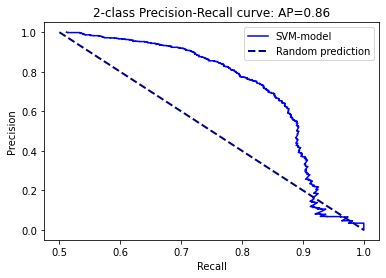 2-class Precision-Recall curve: AP=0.86
SVM-model
Random prediction
Precision
1.0
0.8
0.6
0.4
0.2
0.0
0.5 0.6 0.7 0.8 0.9 1.0
Recall